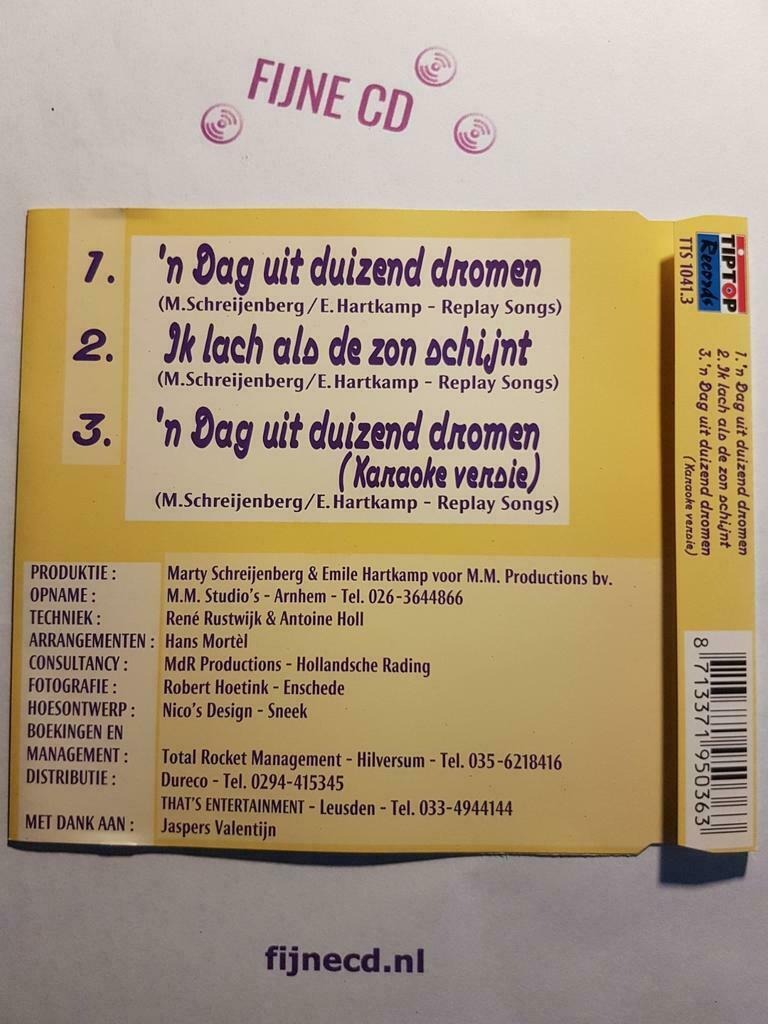 FIJNE CD
1. 'n Dag uit duizend dromen
(M.Schreijenberg/E.Hartkamp - Replay Songs)
2. Ik lach als de zon schijnt
(M.Schreijenberg/E.Hartkamp - Replay Songs)
3. 'n Dag uit duizend dromen
(Karaoke versie)
(M.Schreijenberg/E.Hartkamp - Replay Songs)
PRODUKTIE : Marty Schreijenberg & Emile Hartkamp voor M.M. Productions bv.
OPNAME : M.M. Studio's - Arnhem - Tel. 026-3644866
TECHNIEK : René Rustwijk & Antoine Holl
ARRANGEMENTEN : Hans Mortèl
CONSULTANCY : MdR Productions - Hollandsche Rading
FOTOGRAFIE : Robert Hoetink - Enschede
HOESONTWERP : Nico's Design - Sneek
BOEKINGEN EN
MANAGEMENT : Total Rocket Management - Hilversum - Tel. 035-6218416
DISTRIBUTIE : Dureco - Tel. 0294-415345
THAT'S ENTERTAINMENT - Leusden - Tel. 033-4944144
MET DANK AAN : Jaspers Valentijn
TIPTOP
Records
TTS 1041.3
1. 'n Dag uit duizend dromen
2. Ik lach als de zon schijnt
3. 'n Dag uit duizend dromen
(Karaoke versie)
8 713371 950363
fijnecd.nl